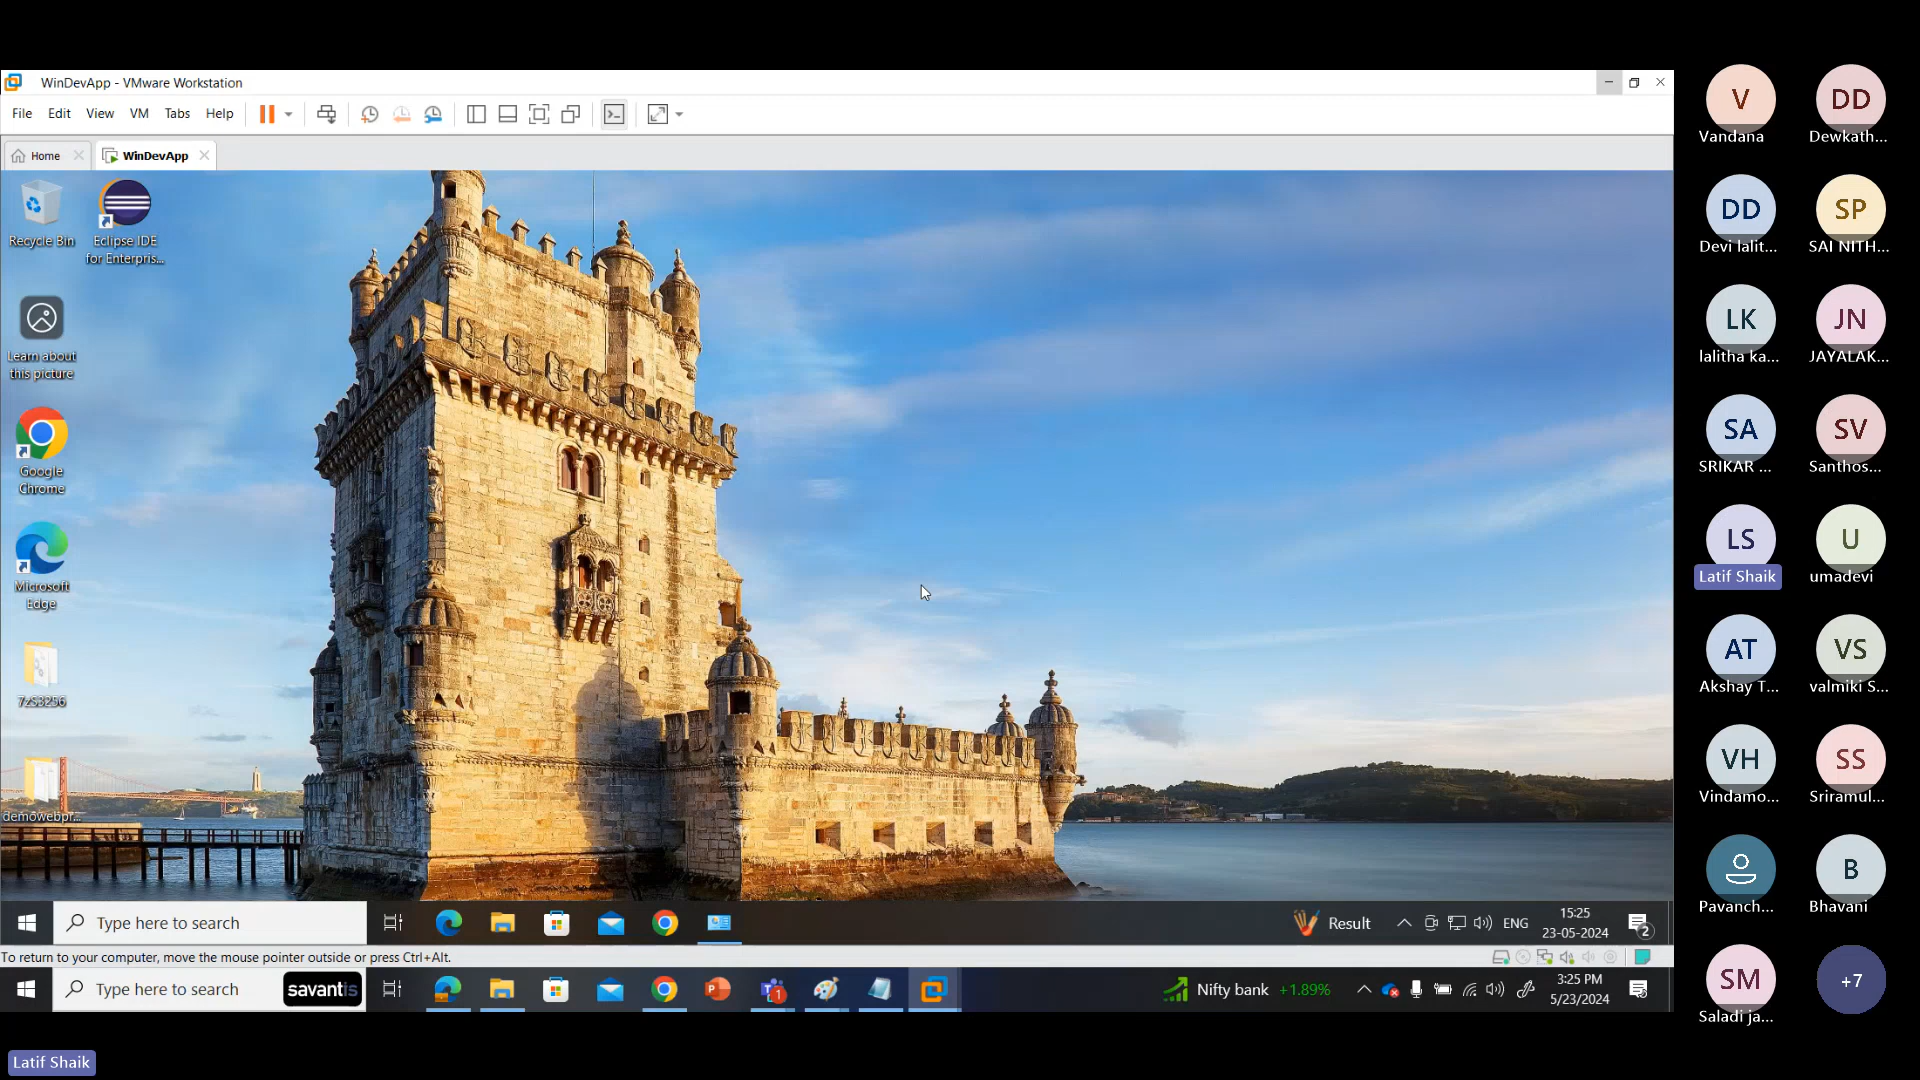 WinDevApp - VMware Workstation
File Edit View VM Tabs Help
Home
WinDevApp
Recycle Bin
Eclipse IDE
for Enterpris...
Learn about
this picture
Google
Chrome
Microsoft
Edge
7zS3256
demowebpr...
Type here to search
Result
ENG
15:25
23-05-2024
2
To return to your computer, move the mouse pointer outside or press Ctrl+Alt.
Type here to search
savantis
1
Nifty bank +1.89%
3:25 PM
5/23/2024
V
Vandana
DD
Dewkath...
DD
Devi lalit...
SP
SAI NITH...
LK
lalitha ka...
JN
JAYALAK...
SA
SRIKAR ...
SV
Santhos...
LS
Latif Shaik
U
umadevi
AT
Akshay T...
VS
valmiki S...
VH
Vindamo...
SS
Sriramul...
Pavanch...
B
Bhavani
SM
Saladi ja...
+7
Latif Shaik